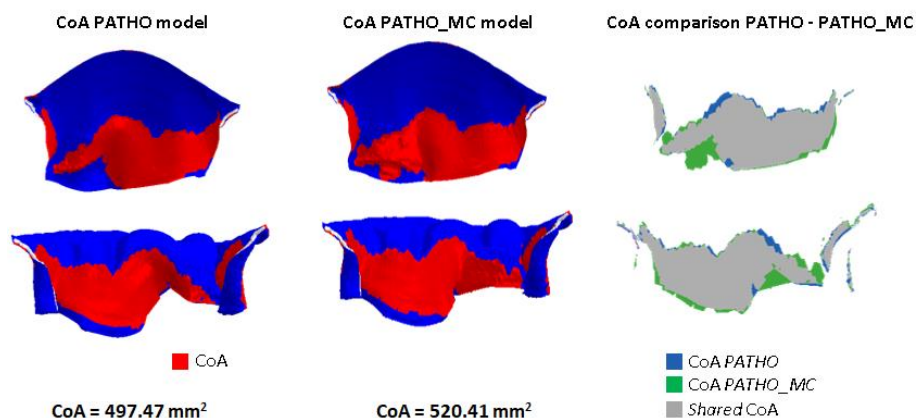 CoA PATHO model
CoA PATHO_MC model
CoA comparison PATHO - PATHO_MC
CoA
CoA PATHO
CoA PATHO_MC
Shared CoA
CoA = 497.47 mm²
CoA = 520.41 mm²